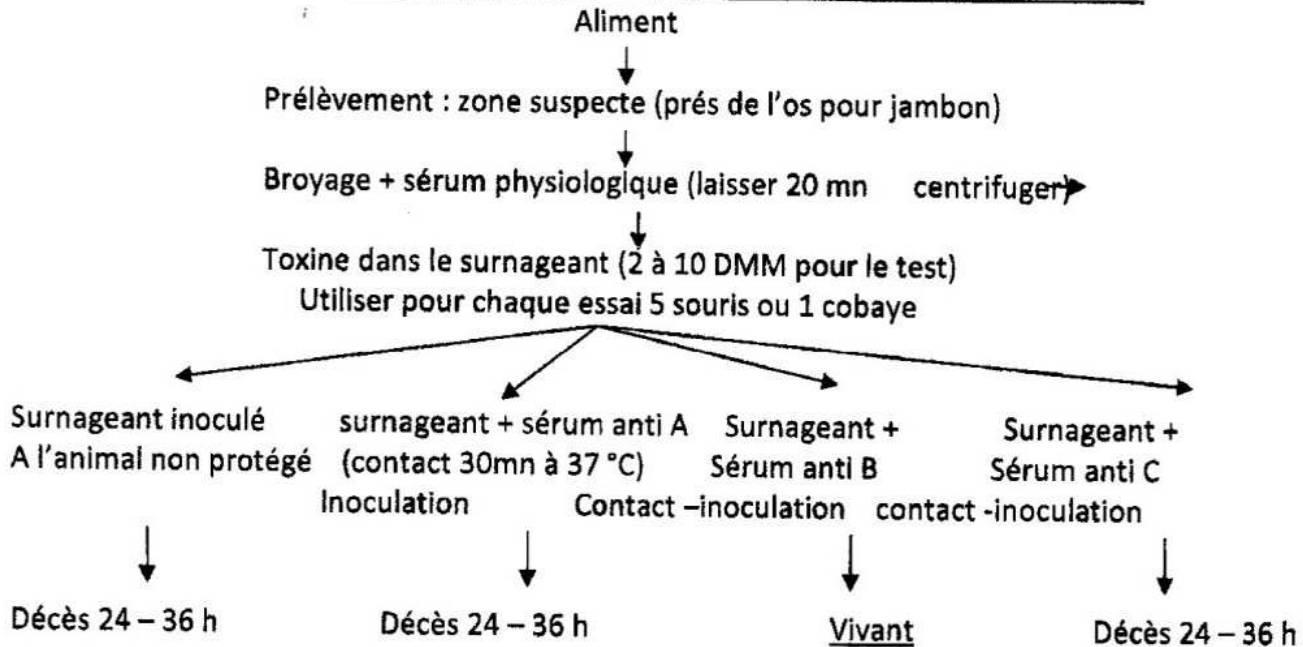 Aliment
Prélèvement : zone suspecte (prés de l'os pour jambon)
Broyage + sérum physiologique (laisser 20 mn centrifuger)
Toxine dans le surnageant (2 à 10 DMM pour le test)
Utiliser pour chaque essai 5 souris ou 1 cobaye
Surnageant inoculé
A l'animal non protégé
surnageant + sérum anti A
(contact 30mn à 37 °C)
Inoculation
Surnageant +
Sérum anti B
Contact –inoculation
Surnageant +
Sérum anti C
contact -inoculation
Décès 24 – 36 h
Décès 24 – 36 h
Vivant
Décès 24 – 36 h